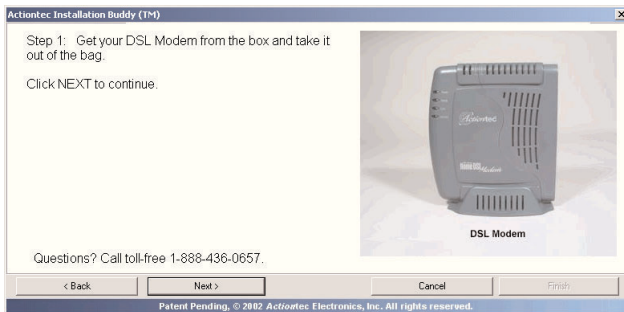 Actiontec Installation Buddy (TM)
Step 1: Get your DSL Modem from the box and take it
out of the bag.
Click NEXT to continue.
Actiontec
DSL Modem
Questions? Call toll-free 1-888-436-0657.
< Back
Next >
Cancel
Finish
Patent Pending, © 2002 Actiontec Electronics, Inc. All rights reserved.